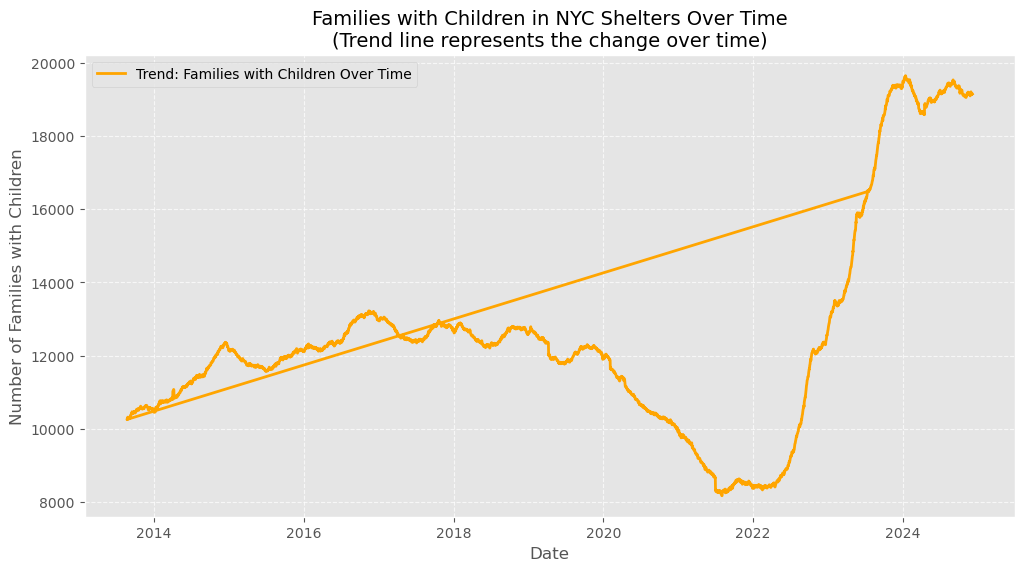 Families with Children in NYC Shelters Over Time
(Trend line represents the change over time)
Trend: Families with Children Over Time
Number of Families with Children
20000
18000
16000
14000
12000
10000
8000
2014
2016
2018
2020
2022
2024
Date